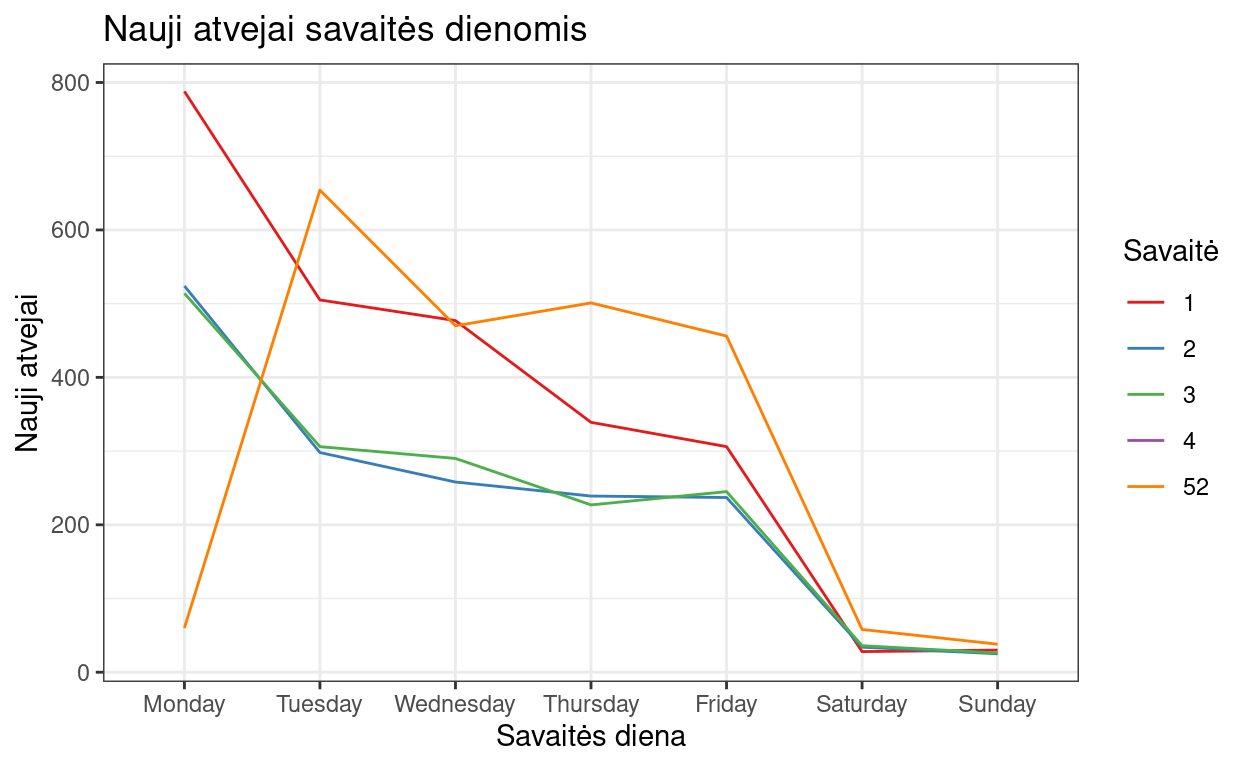 Nauji atvejai savaitės dienomis
800
600
400
200
0
Nauji atvejai
Monday Tuesday Wednesday Thursday Friday Saturday Sunday
Savaitės diena
Savaitė
1
2
3
4
52